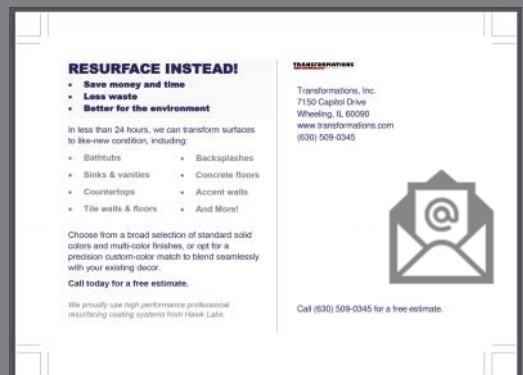 RESURFACE INSTEAD!
• Save money and time
• Less waste
• Better for the environment
In less than 24 hours, we can transform surfaces
to like-new condition, including:
• Bathtubs
• Sinks & vanities
• Countertops
• Tile walls & floors
• Backsplashes
• Concrete floors
• Accent walls
• And More!
Choose from a broad selection of standard solid
colors and multi-color finishes, or opt for a
precision custom-color match to blend seamlessly
with your existing decor.
Call today for a free estimate.
We proudly use high performance professional
resurfacing coating systems from Hawk Labs.
TRANSFORMATIONS
Transformations, Inc.
7150 Capitol Drive
Wheeling, IL 60090
www.transformations.com
(630) 509-0345
@
Call (630) 509-0345 for a free estimate.